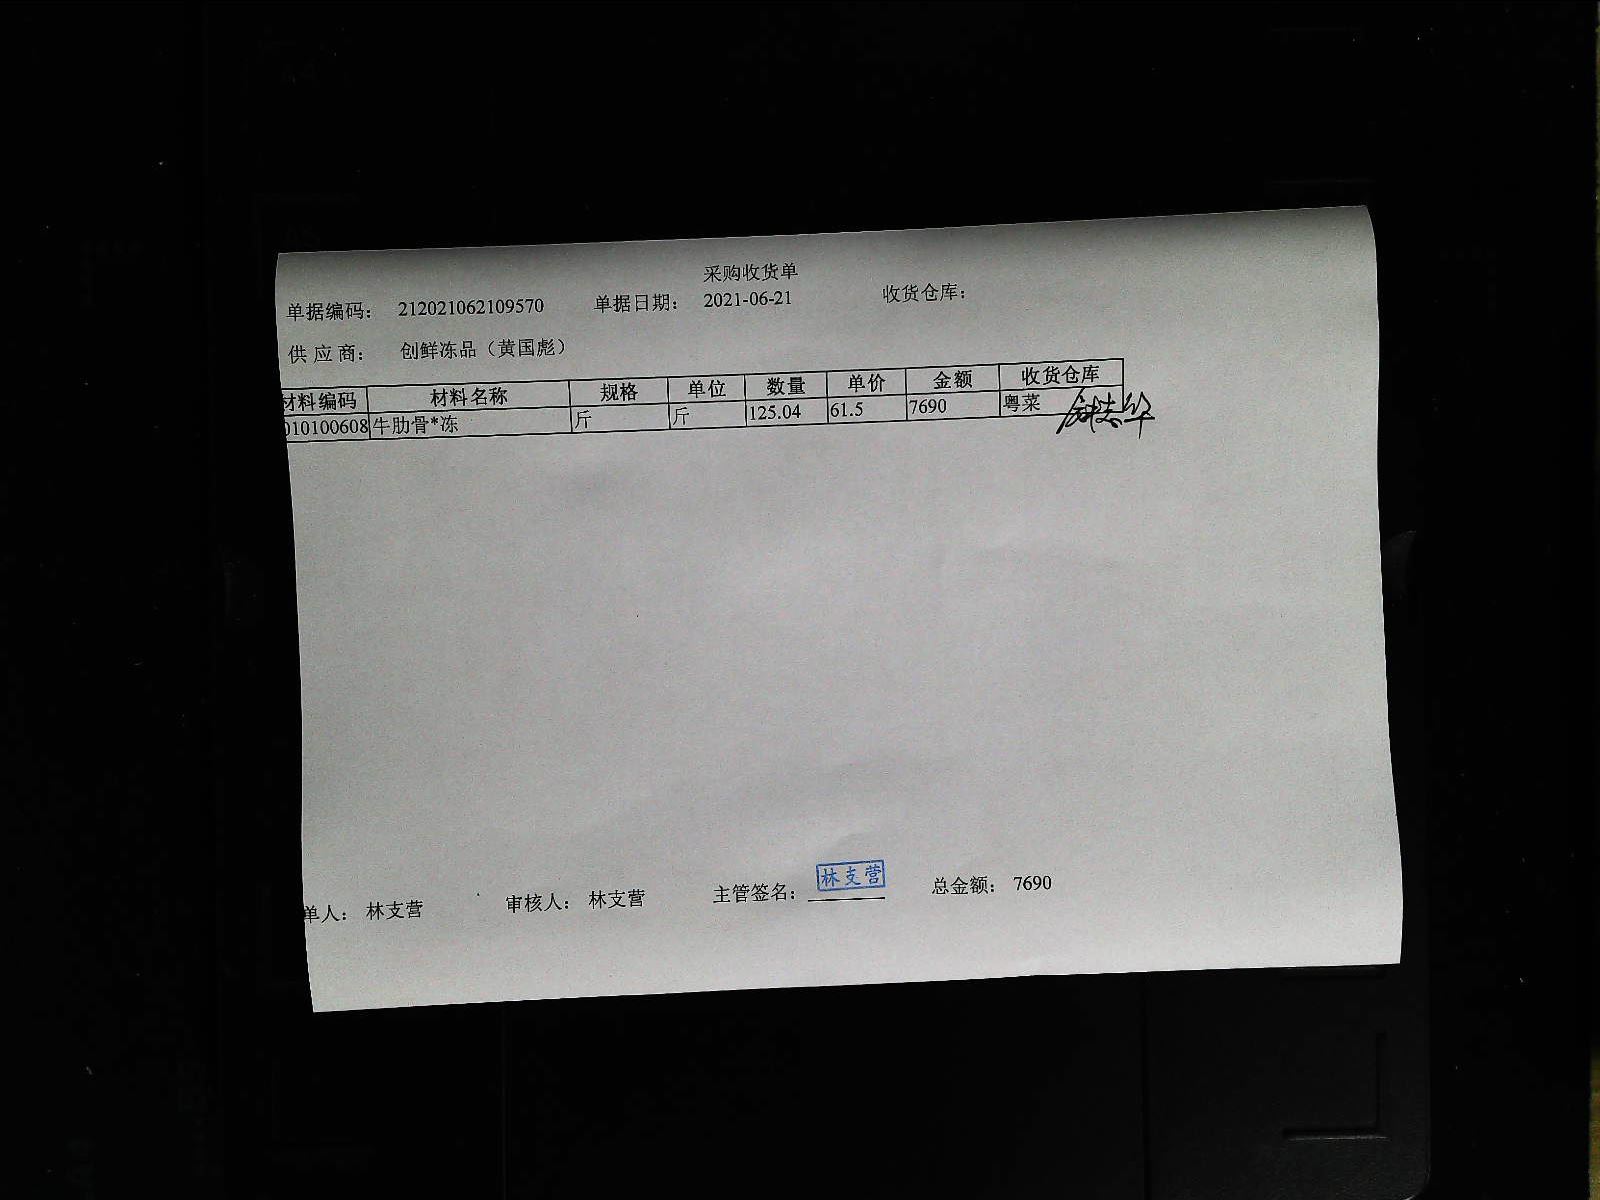 采购收货单
单据编码： 212021062109570 单据日期： 2021-06-21 收货仓库：
供 应 商： 创鲜冻品（黄国彪）
材料编码 材料名称 规格 单位 数量 单价 金额 收货仓库
010100608 牛肋骨*冻 斤 斤 125.04 61.5 7690 粤菜
单人： 林支营 审核人： 林支营 主管签名： 林支营 总金额： 7690